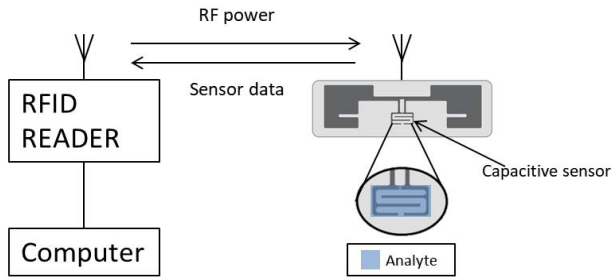 RF power
Sensor data
RFID
READER
Capacitive sensor
Computer
Analyte